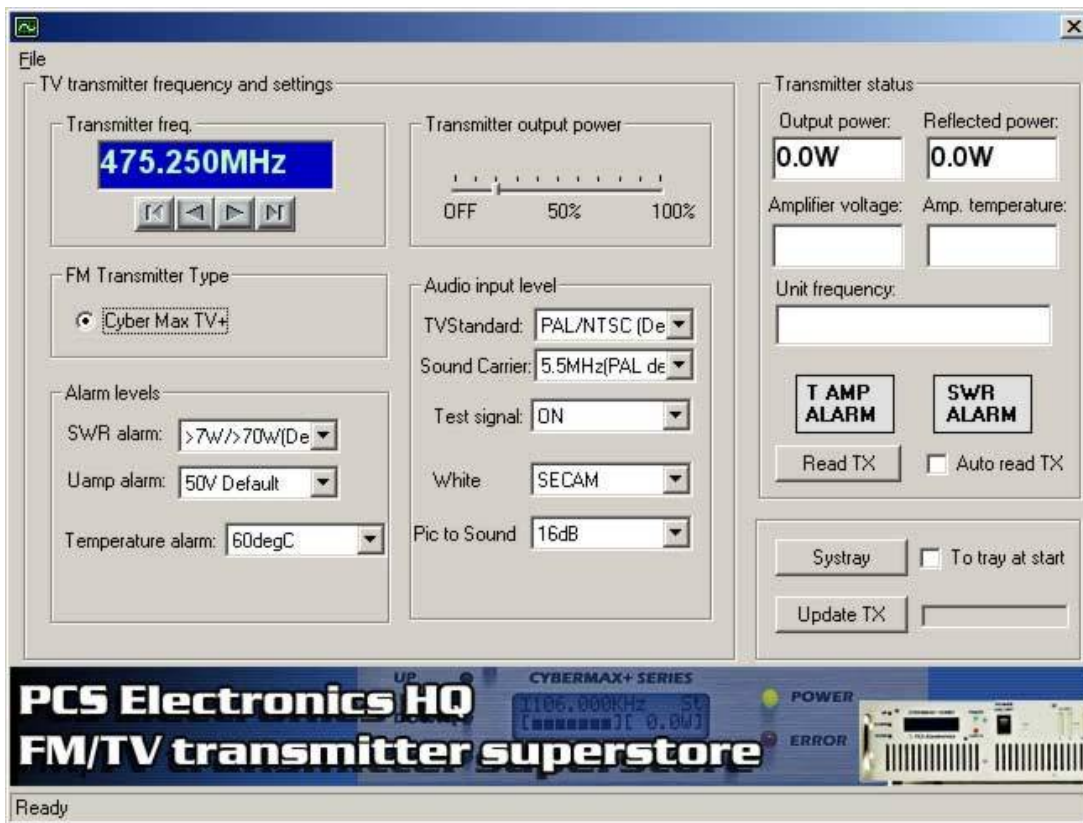 File
TV transmitter frequency and settings
Transmitter freq.
475.250MHz
Transmitter output power
OFF 50% 100%
FM Transmitter Type
Cyber Max TV+
Audio input level
TVStandard: PAL/NTSC (De
Sound Carrier: 5.5MHz(PAL de
Test signal: ON
White SECAM
Pic to Sound 16dB
Alarm levels
SWR alarm: >7W/>70W(De
Uamp alarm: 50V Default
Temperature alarm: 60degC
Transmitter status
Output power: Reflected power:
0.0W 0.0W
Amplifier voltage: Amp. temperature:
Unit frequency:
T AMP
ALARM
SWR
ALARM
Read TX Auto read TX
Systray To tray at start
Update TX
UP
CYBERMAX+ SERIES
POWER
ERROR
PCS Electronics HQ
FM/TV transmitter superstore
Ready